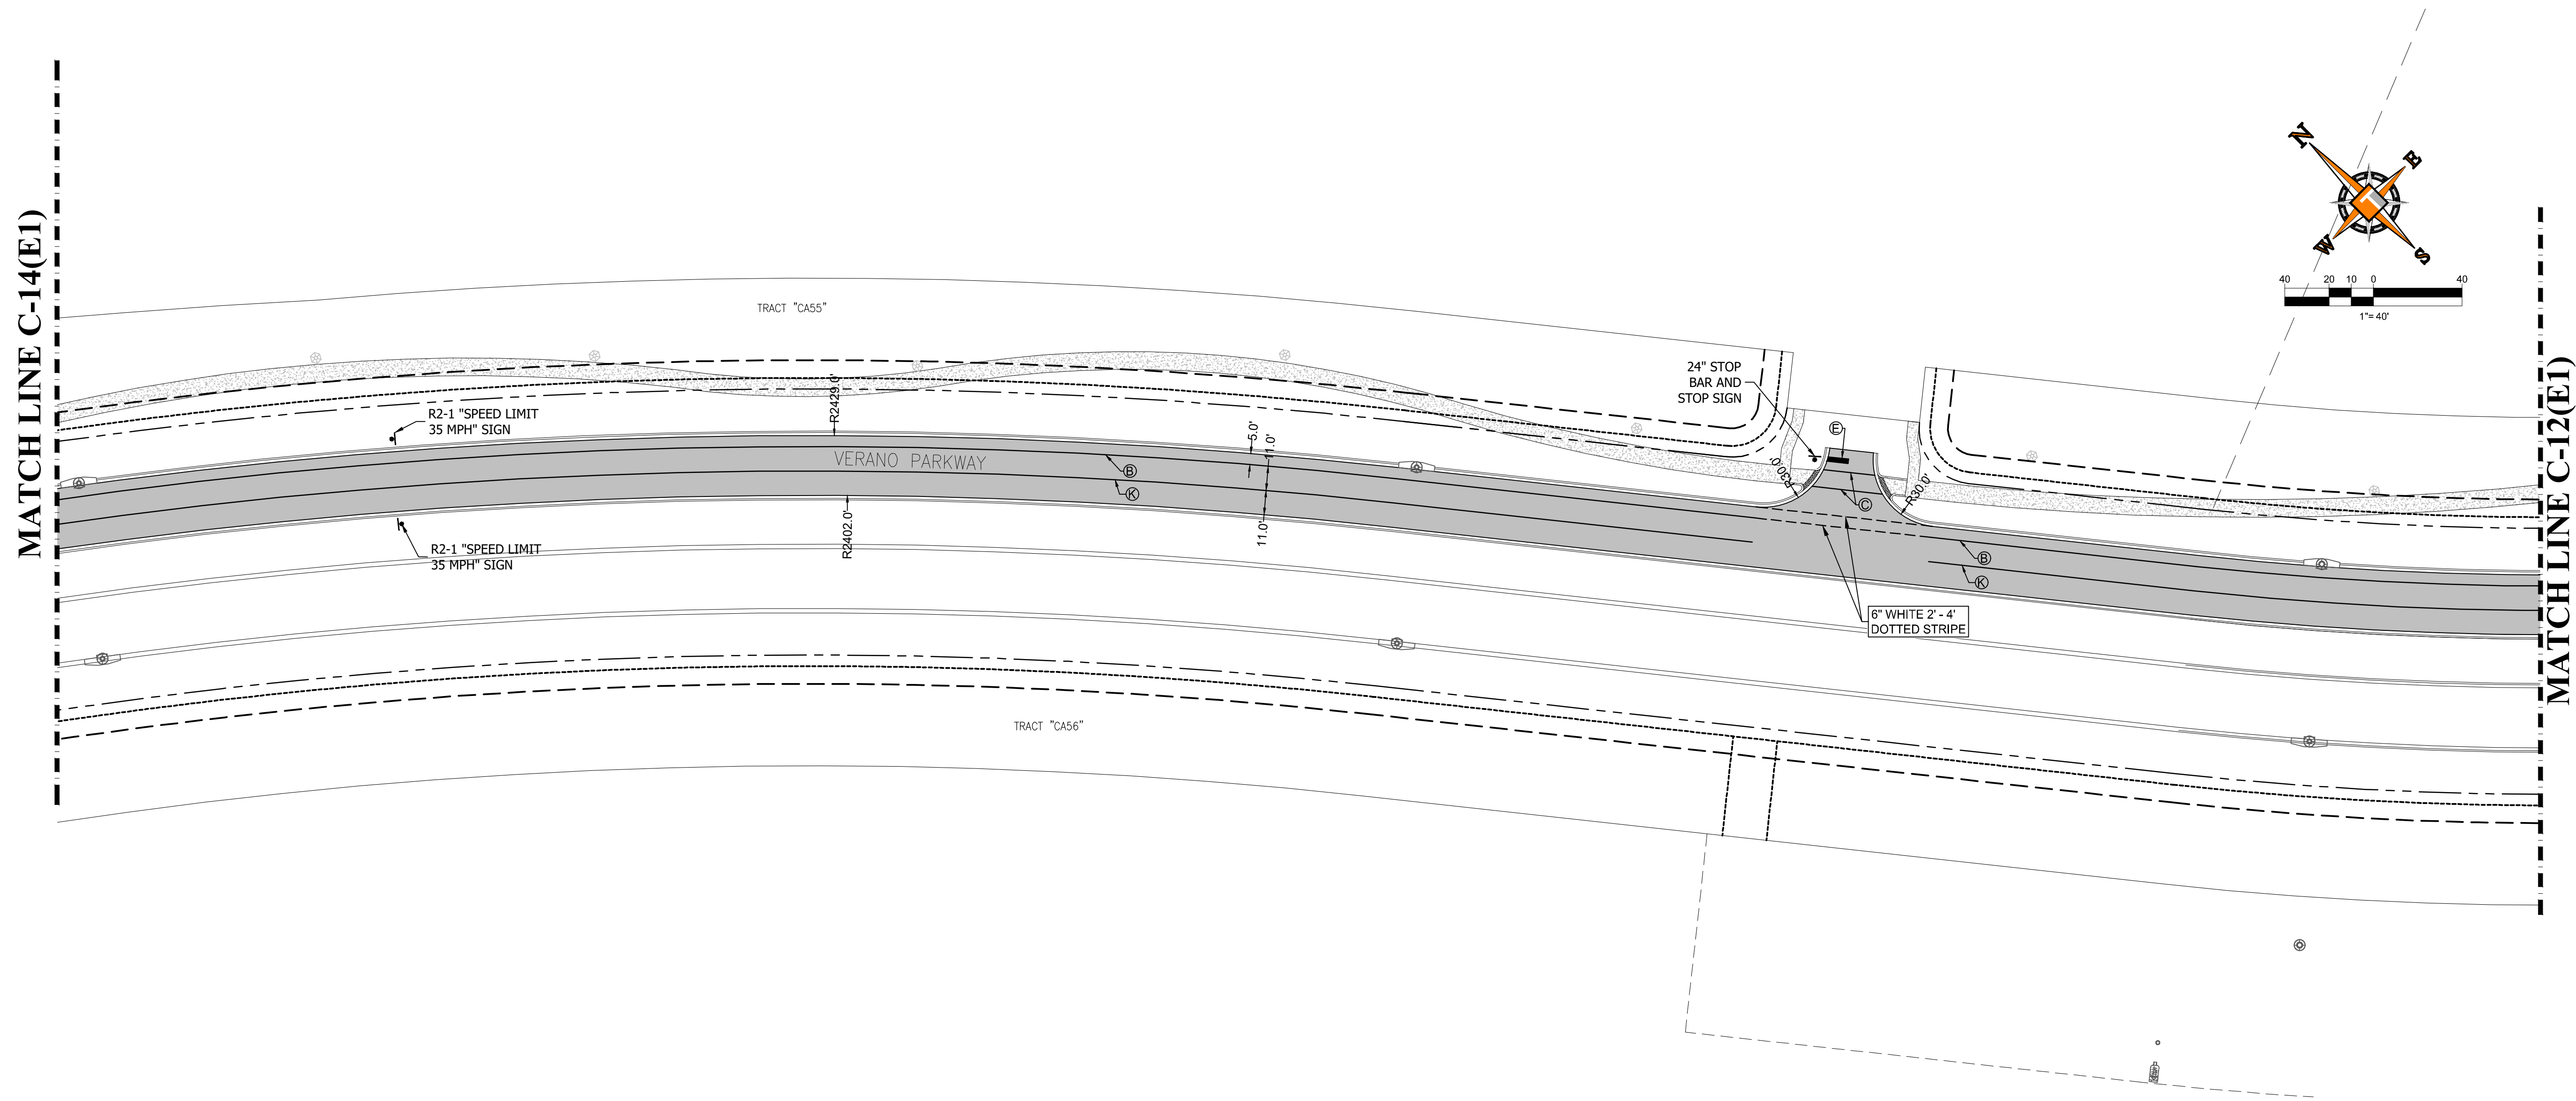 MATCH LINE C-14(E1)
N
E
W
S
40 20 10 0 40
1"= 40'
TRACT "CA55"
24" STOP
BAR AND
STOP SIGN
R2-1 "SPEED LIMIT
35 MPH" SIGN
R2429.0'
VERANO PARKWAY
5.0'
11.0'
B
K
E
R30.0'
R30.0'
C
R2402.0'
11.0'
R2-1 "SPEED LIMIT
35 MPH" SIGN
B
K
6" WHITE 2' - 4'
DOTTED STRIPE
TRACT "CA56"
MATCH LINE C-12(E1)